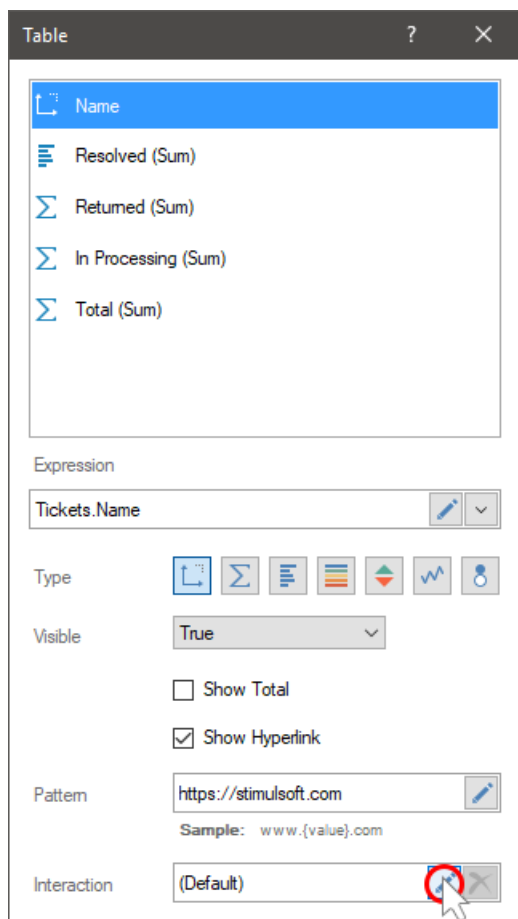 Table ?
Name
Resolved (Sum)
Returned (Sum)
In Processing (Sum)
Total (Sum)
Expression
Tickets.Name
Type
Visible True
Show Total
Show Hyperlink
Pattern https://stimulsoft.com
Sample: www.{value}.com
Interaction (Default)